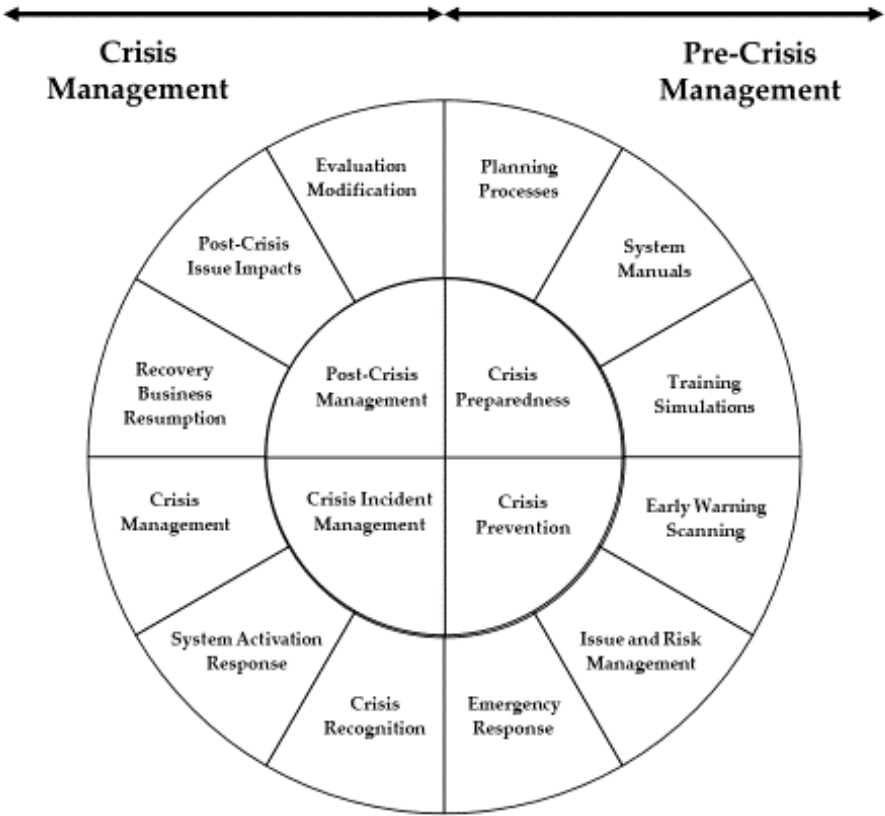 Crisis
Management
Pre-Crisis
Management
Evaluation
Modification
Planning
Processes
Post-Crisis
Issue Impacts
System
Manuals
Recovery
Business
Resumption
Post-Crisis
Management
Crisis
Preparedness
Training
Simulations
Crisis
Management
Crisis Incident
Management
Crisis
Prevention
Early Warning
Scanning
System Activation
Response
Issue and Risk
Management
Crisis
Recognition
Emergency
Response